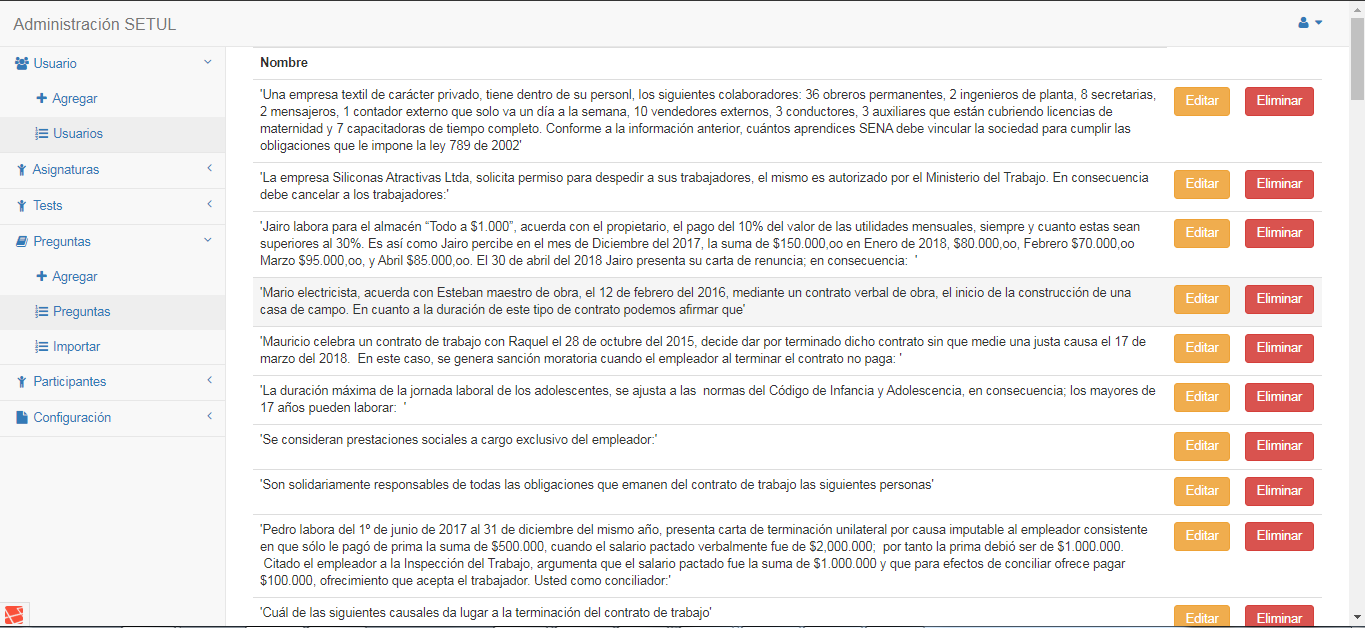 Administración SETUL
Usuario
Agregar
Usuarios
Asignaturas
Tests
Preguntas
Agregar
Preguntas
Importar
Participantes
Configuración
Nombre
'Una empresa textil de carácter privado, tiene dentro de su personl, los siguientes colaboradores: 36 obreros permanentes, 2 ingenieros de planta, 8 secretarias,
2 mensajeros, 1 contador externo que solo va un día a la semana, 10 vendedores externos, 3 conductores, 3 auxiliares que están cubriendo licencias de
maternidad y 7 capacitadoras de tiempo completo. Conforme a la información anterior, cuántos aprendices SENA debe vincular la sociedad para cumplir las
obligaciones que le impone la ley 789 de 2002'
Editar Eliminar
'La empresa Siliconas Atractivas Ltda, solicita permiso para despedir a sus trabajadores, el mismo es autorizado por el Ministerio del Trabajo. En consecuencia
debe cancelar a los trabajadores:'
Editar Eliminar
'Jairo labora para el almacén “Todo a $1.000”, acuerda con el propietario, el pago del 10% del valor de las utilidades mensuales, siempre y cuanto estas sean
superiores al 30%. Es así como Jairo percibe en el mes de Diciembre del 2017, la suma de $150.000,oo en Enero de 2018, $80.000,oo, Febrero $70.000,oo
Marzo $95.000,oo, y Abril $85.000,oo. El 30 de abril del 2018 Jairo presenta su carta de renuncia; en consecuencia:  '
Editar Eliminar
'Mario electricista, acuerda con Esteban maestro de obra, el 12 de febrero del 2016, mediante un contrato verbal de obra, el inicio de la construcción de una
casa de campo. En cuanto a la duración de este tipo de contrato podemos afirmar que'
Editar Eliminar
'Mauricio celebra un contrato de trabajo con Raquel el 28 de octubre del 2015, decide dar por terminado dicho contrato sin que medie una justa causa el 17 de
marzo del 2018.  En este caso, se genera sanción moratoria cuando el empleador al terminar el contrato no paga: '
Editar Eliminar
'La duración máxima de la jornada laboral de los adolescentes, se ajusta a las  normas del Código de Infancia y Adolescencia, en consecuencia; los mayores de
17 años pueden laborar:  '
Editar Eliminar
'Se consideran prestaciones sociales a cargo exclusivo del empleador:'
Editar Eliminar
'Son solidariamente responsables de todas las obligaciones que emanen del contrato de trabajo las siguientes personas'
Editar Eliminar
'Pedro labora del 1º de junio de 2017 al 31 de diciembre del mismo año, presenta carta de terminación unilateral por causa imputable al empleador consistente
en que sólo le pagó de prima la suma de $500.000, cuando el salario pactado verbalmente fue de $2,000.000;  por tanto la prima debió ser de $1.000.000.
Citado el empleador a la Inspección del Trabajo, argumenta que el salario pactado fue la suma de $1.000.000 y que para efectos de conciliar ofrece pagar
$100.000, ofrecimiento que acepta el trabajador. Usted como conciliador:'
Editar Eliminar
'Cuál de las siguientes causales da lugar a la terminación del contrato de trabajo'
Editar Eliminar